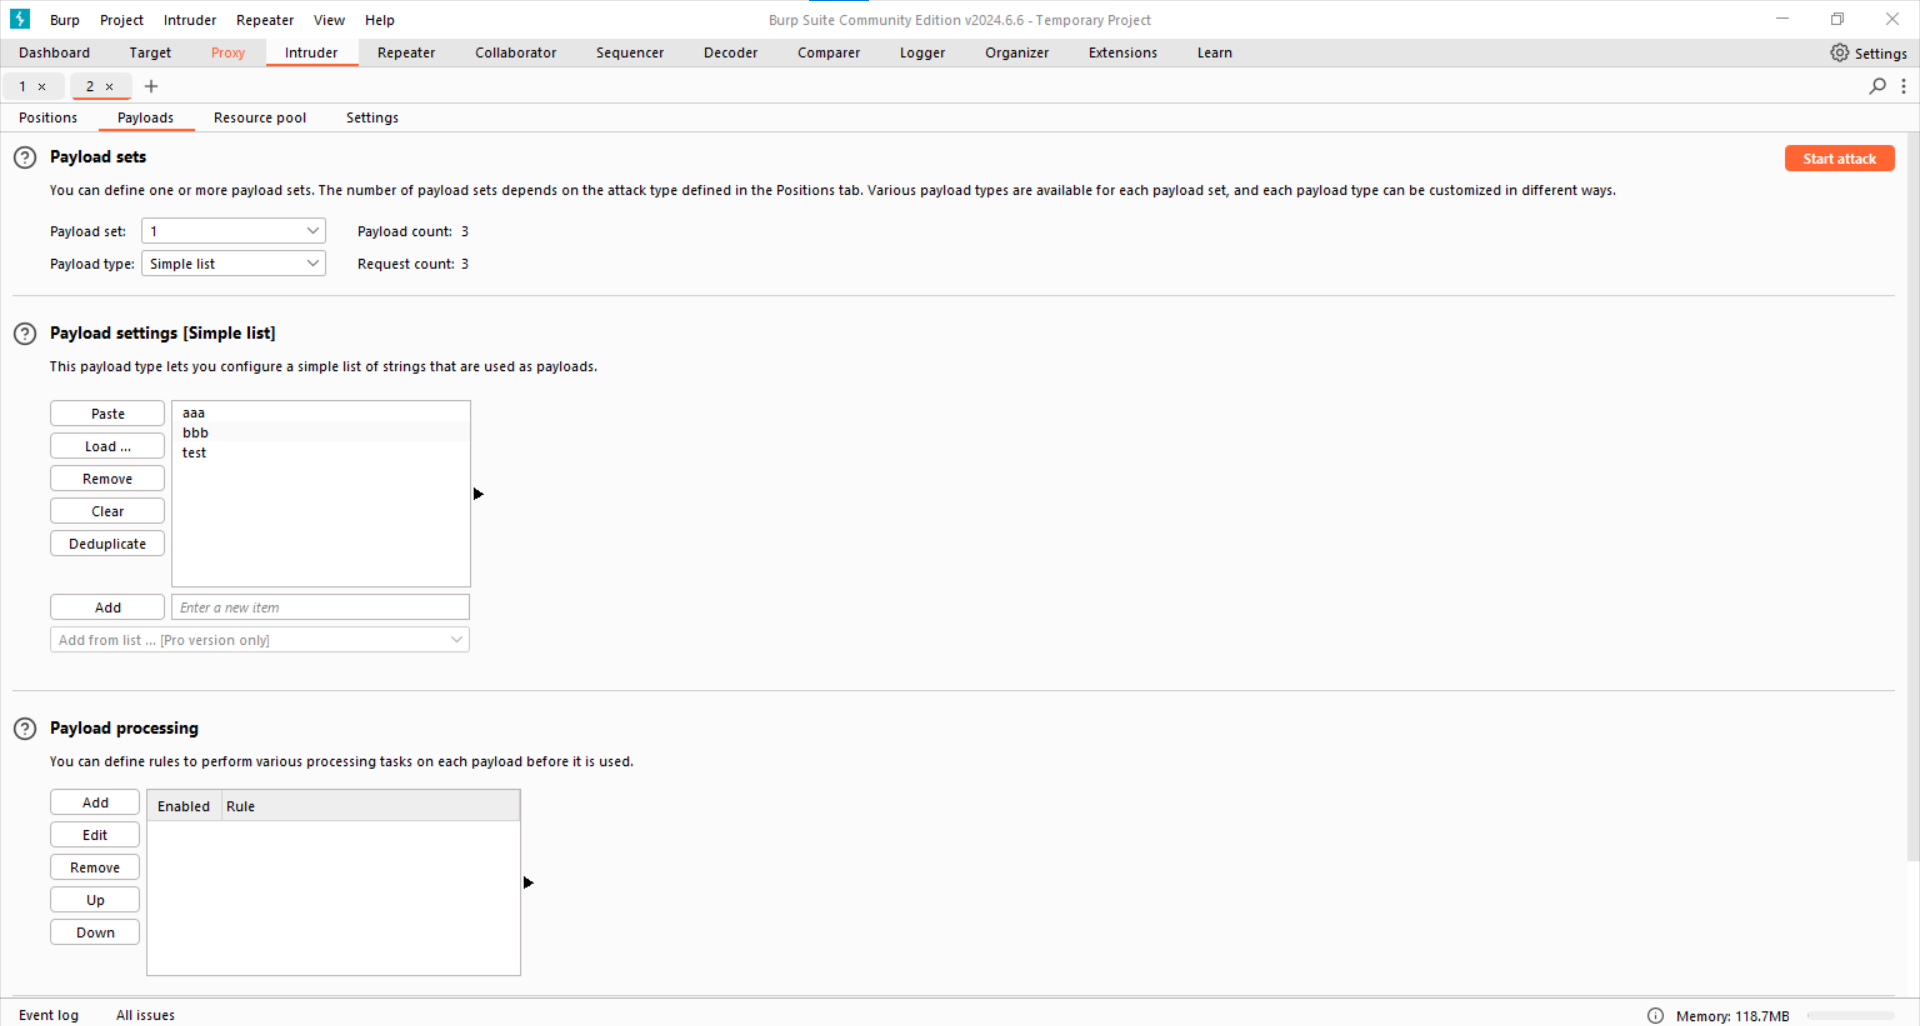 Burp Project Intruder Repeater View Help Burp Suite Community Edition v2024.6.6 - Temporary Project
Dashboard Target Proxy Intruder Repeater Collaborator Sequencer Decoder Comparer Logger Organizer Extensions Learn Settings
1 × 2 × +
Positions Payloads Resource pool Settings
? Payload sets Start attack
You can define one or more payload sets. The number of payload sets depends on the attack type defined in the Positions tab. Various payload types are available for each payload set, and each payload type can be customized in different ways.
Payload set: 1 Payload count: 3
Payload type: Simple list Request count: 3
? Payload settings [Simple list]
This payload type lets you configure a simple list of strings that are used as payloads.
Paste aaa
bbb
Load ... test
Remove
Clear
Deduplicate
Add Enter a new item
Add from list ... [Pro version only]
? Payload processing
You can define rules to perform various processing tasks on each payload before it is used.
Add Enabled Rule
Edit
Remove
Up
Down
Event log All issues Memory: 118.7MB